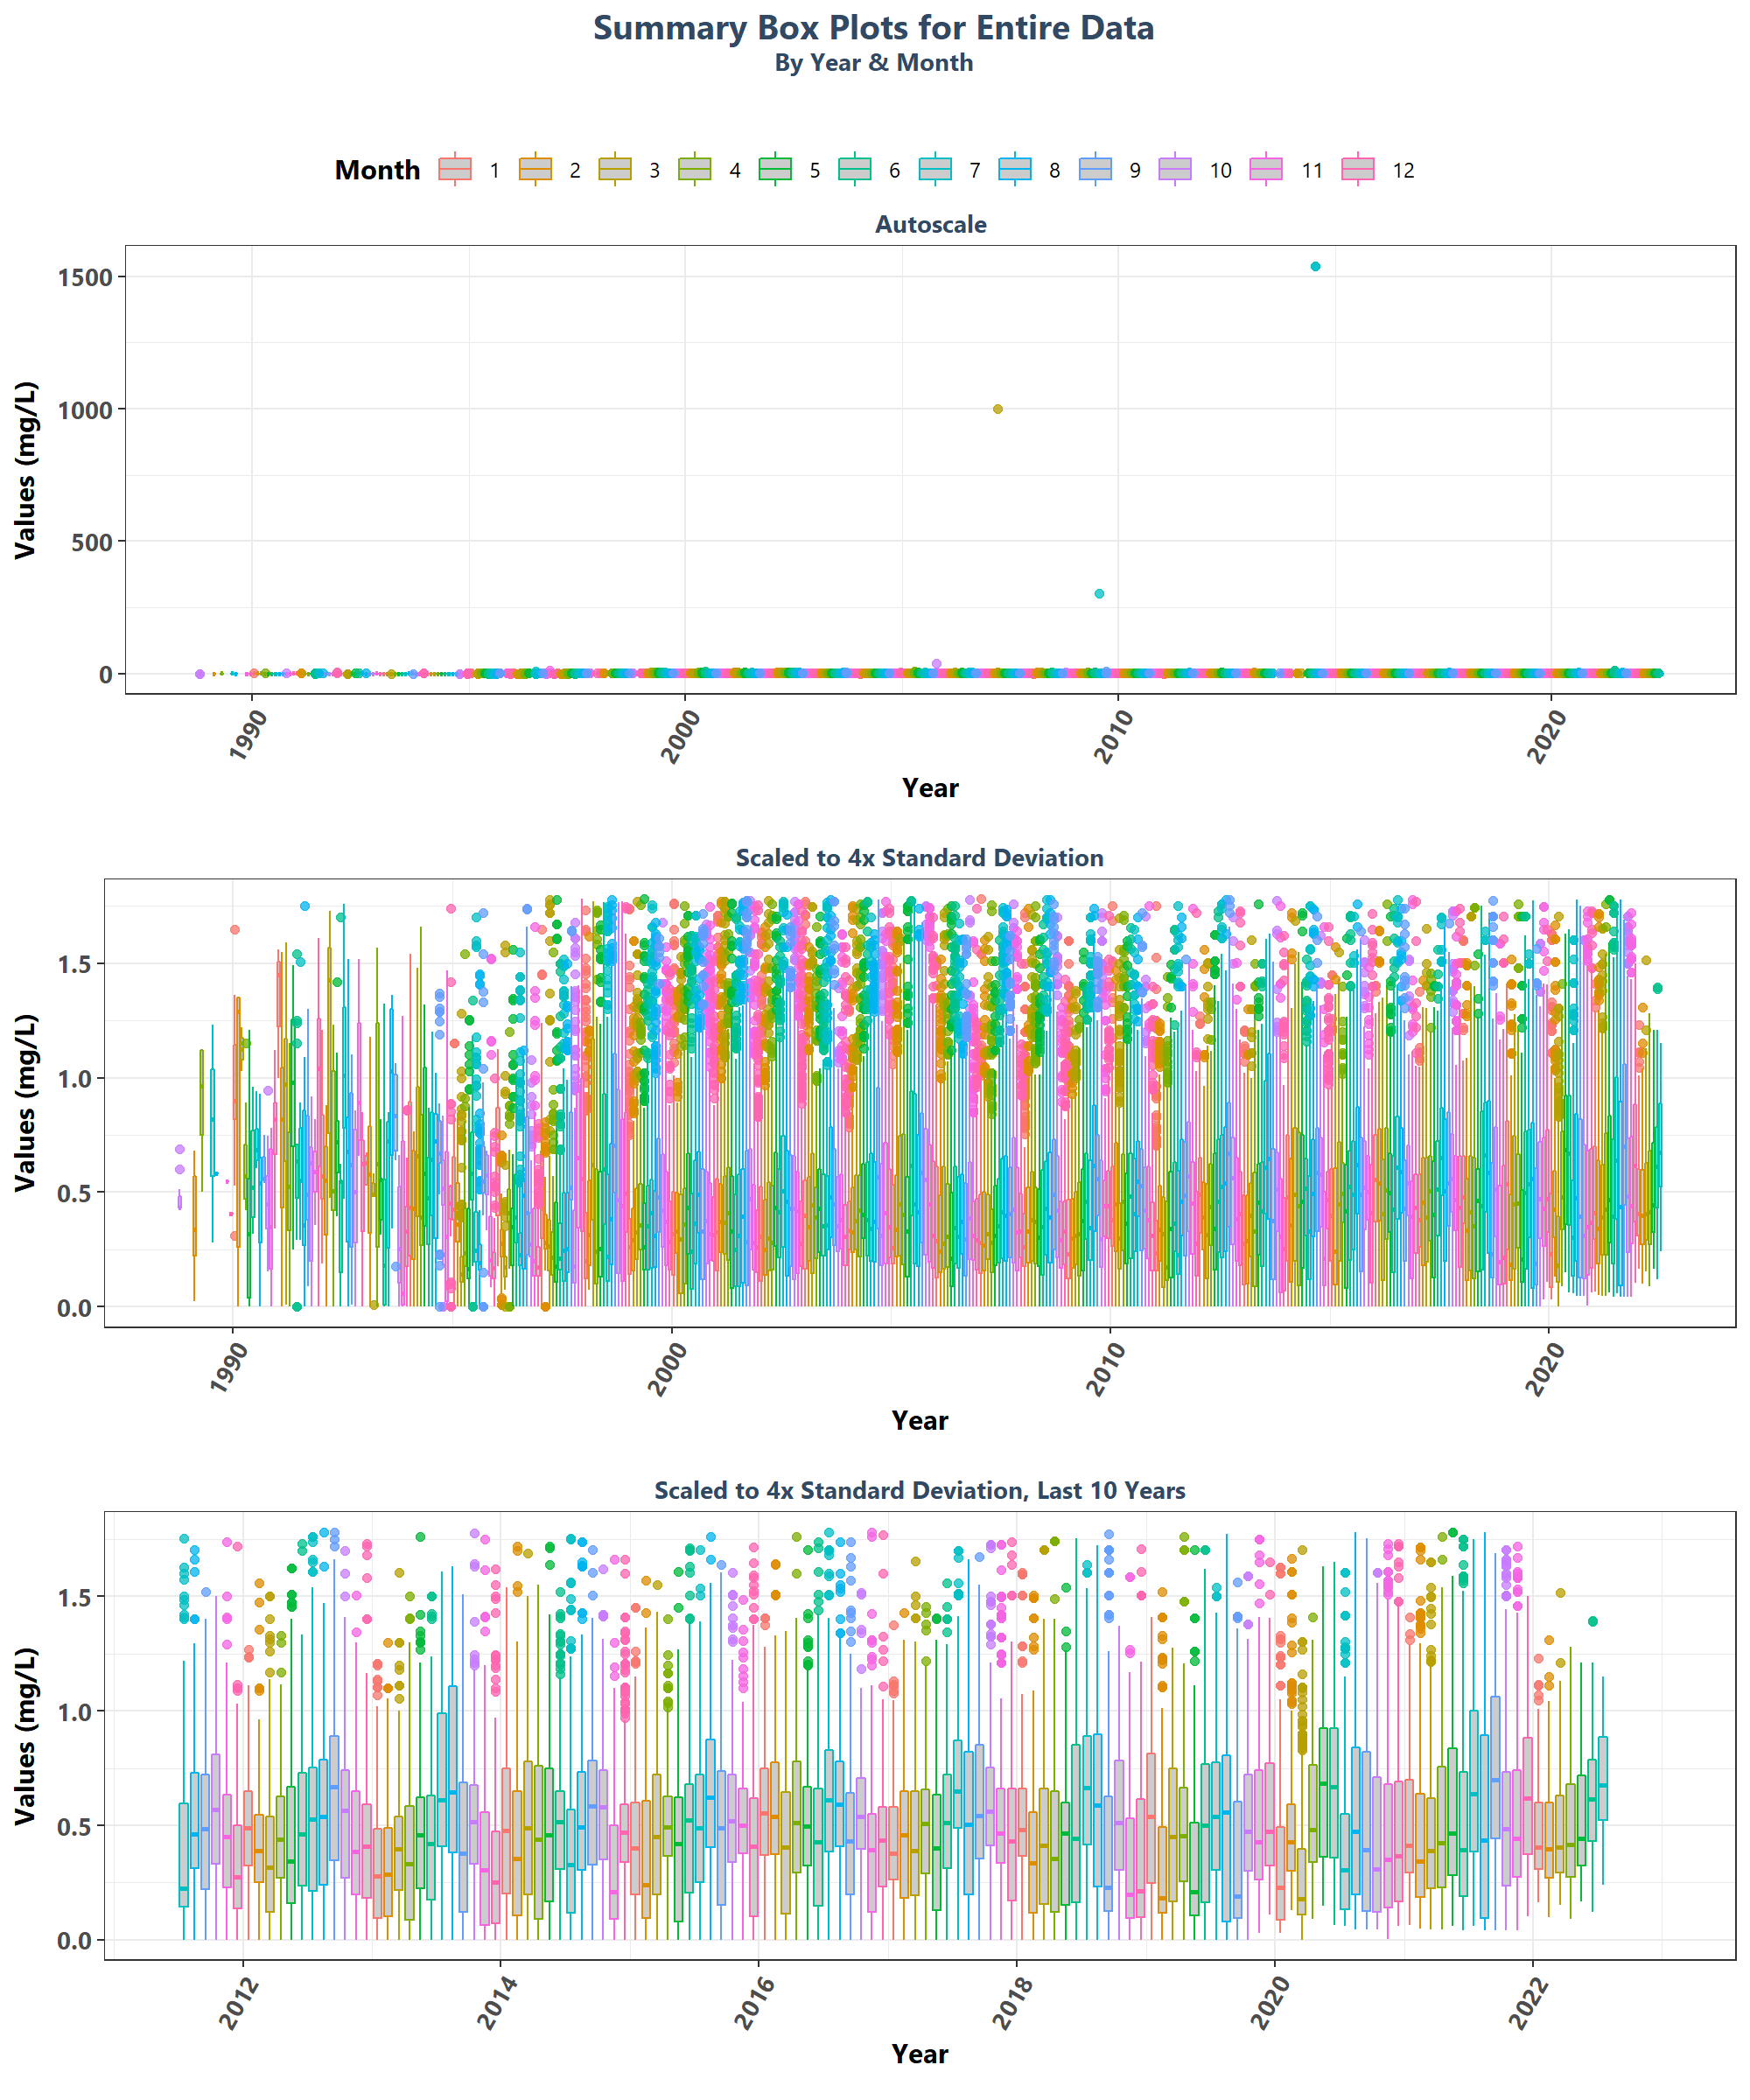 Summary Box Plots for Entire Data
By Year & Month
Month 1 2 3 4 5 6 7 8 9 10 11 12
Autoscale
Values (mg/L)
1500
1000
500
0
1990 2000 2010 2020
Year
Scaled to 4x Standard Deviation
Values (mg/L)
1.5
1.0
0.5
0.0
1990 2000 2010 2020
Year
Scaled to 4x Standard Deviation, Last 10 Years
Values (mg/L)
1.5
1.0
0.5
0.0
2012 2014 2016 2018 2020 2022
Year